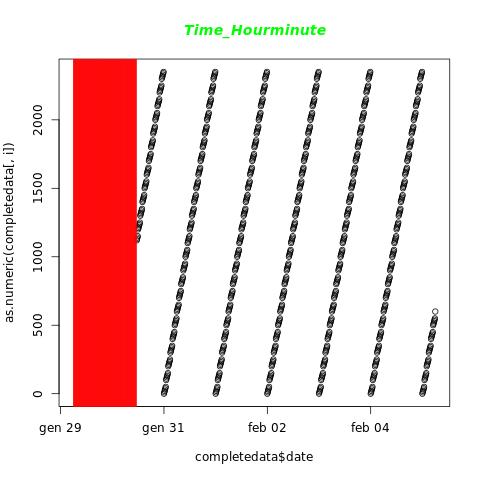 Time_Hourminute
as.numeric(completedata[, i])
2000
1500
1000
500
0
gen 29 gen 31 feb 02 feb 04
completedata$date